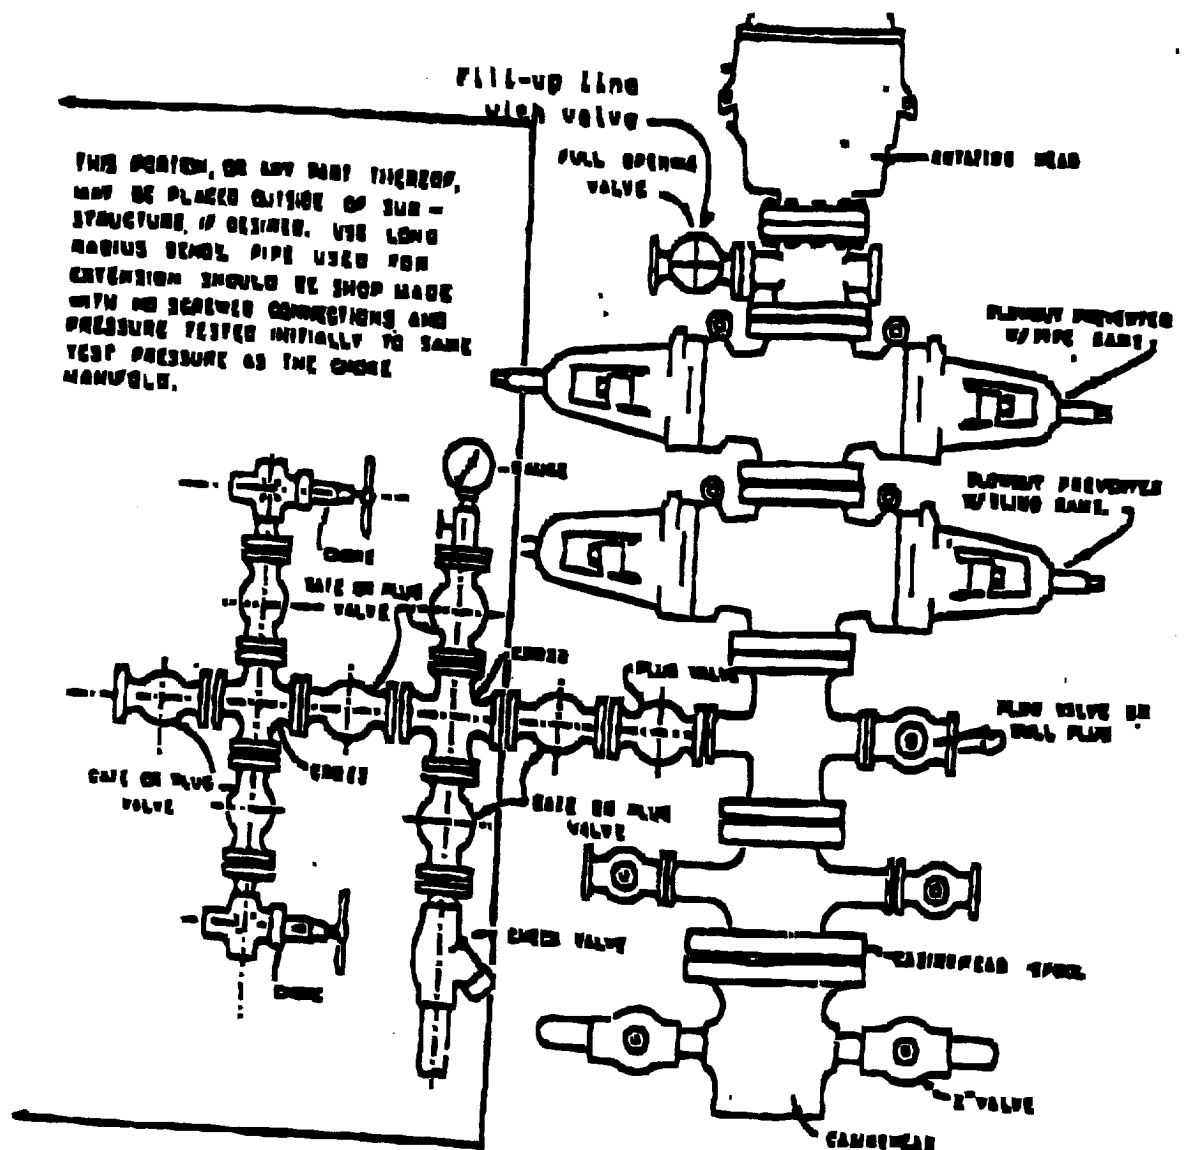 Fill-up line
with valve
FULL OPENING
VALVE
ROTATING HEAD
THIS PORTION, OR ANY PART THEREOF,
MAY BE PLACED OUTSIDE OF SUB-
STRUCTURE, IF DESIRED. USE LONG
RADIUS BENDS. PIPE USED FOR
EXTENSION SHOULD BE SHOP MADE
WITH NO SCREWED CONNECTIONS AND
PRESSURE TESTED INITIALLY TO SAME
TEST PRESSURE AS THE CHOKE
MANIFOLD.
BLOWOUT PREVENTER
W/PIPE RAMS.
GAUGE
BLOWOUT PREVENTER
W/BLIND RAMS.
CHOKE
GATE OR PLUG
VALVE
CROSS
PLUG VALVE
PLUG VALVE OR
BULL PLUG
GATE OR PLUG
VALVE
CROSS
GATE OR PLUG
VALVE
CHECK VALVE
CASINGHEAD SPOOL
CHOKE
VALVE
CASINGHEAD